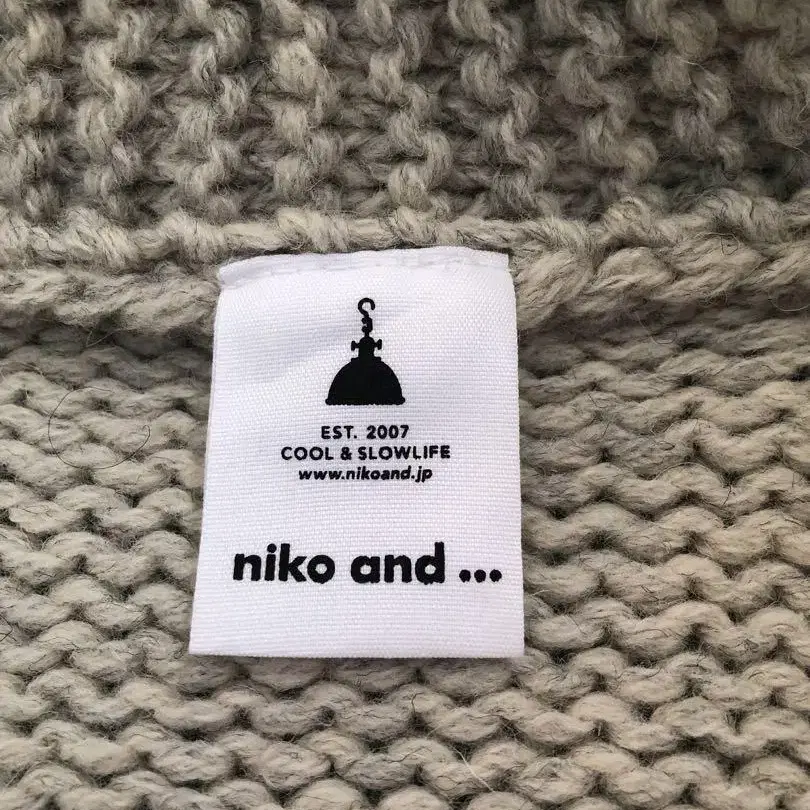 EST. 2007
COOL & SLOWLIFE
www.nikoand.jp
niko and ...